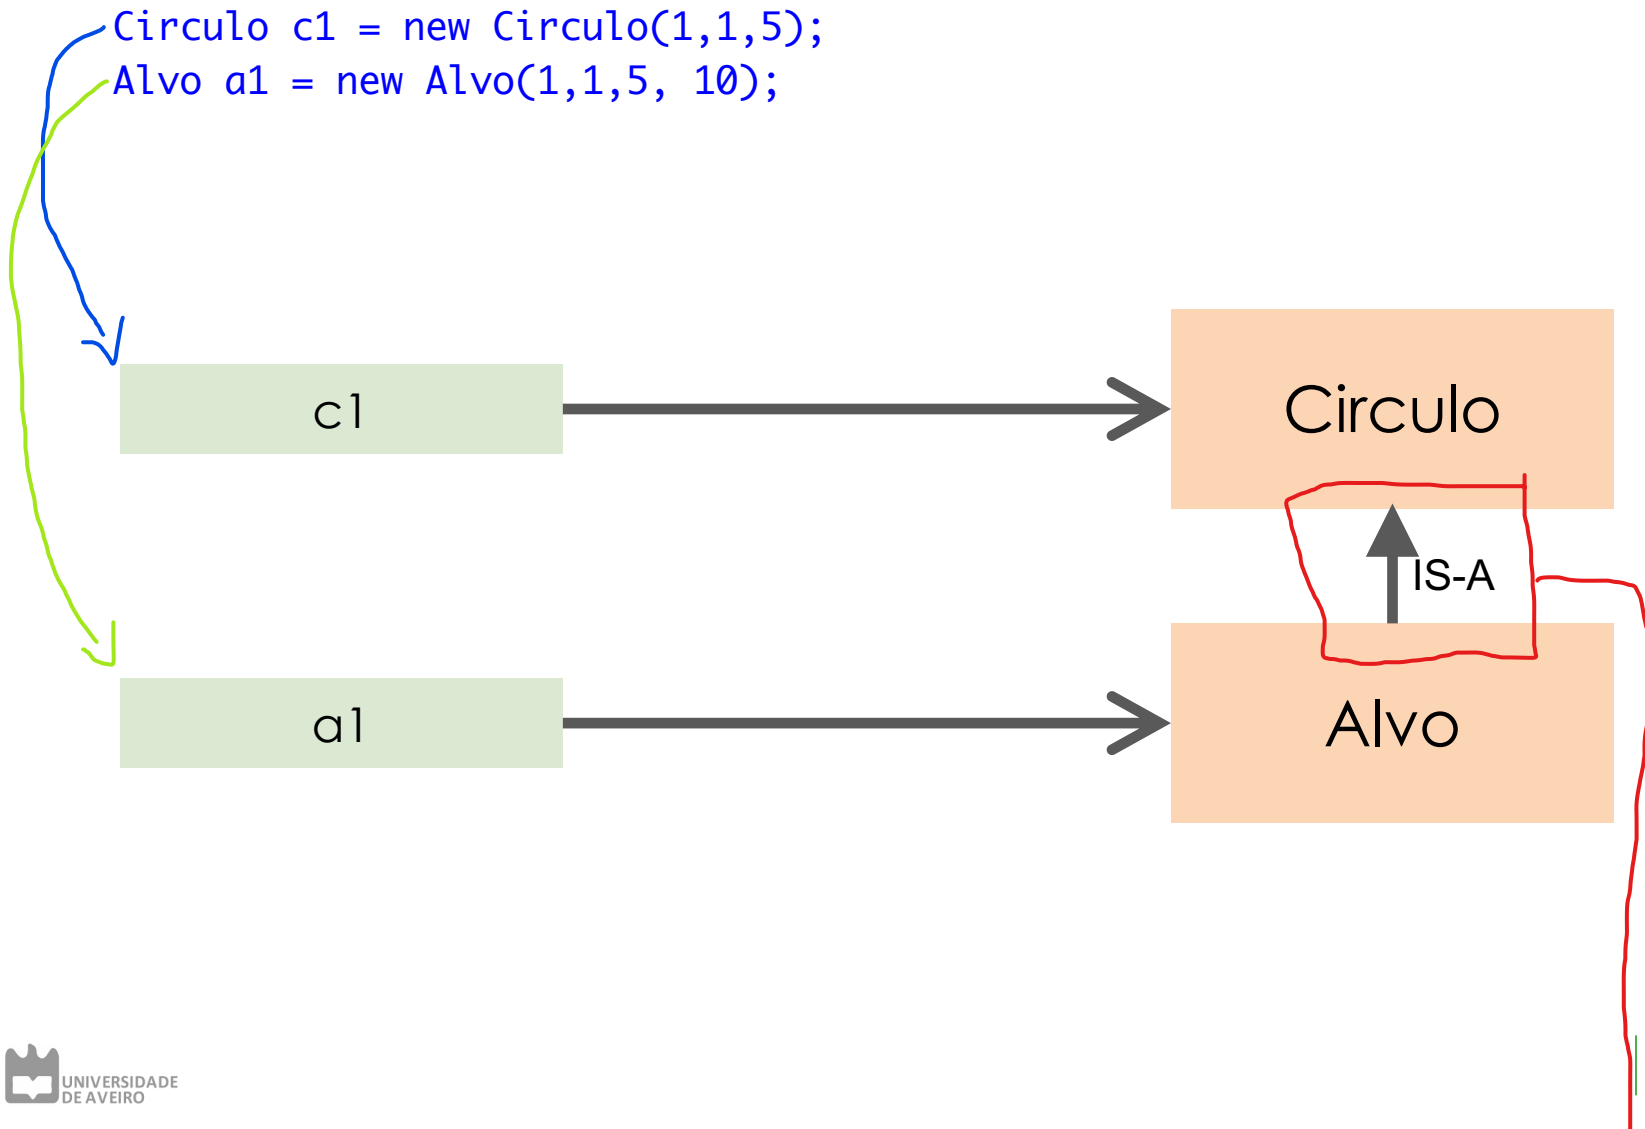 Circulo c1 = new Circulo(1,1,5);
Alvo a1 = new Alvo(1,1,5, 10);
c1
Circulo
IS-A
a1
Alvo
UNIVERSIDADE
DE AVEIRO